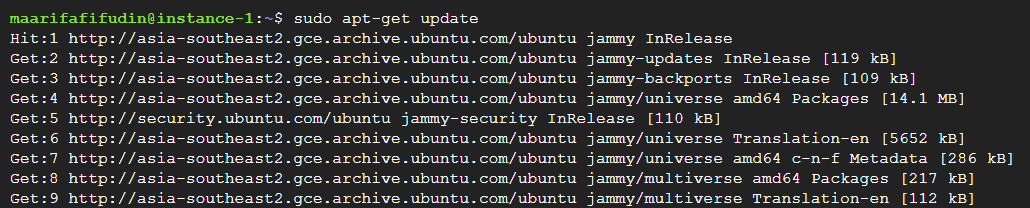 maarifafifudin@instance-1:~$ sudo apt-get update
Hit:1 http://asia-southeast2.gce.archive.ubuntu.com/ubuntu jammy InRelease
Get:2 http://asia-southeast2.gce.archive.ubuntu.com/ubuntu jammy-updates InRelease [119 kB]
Get:3 http://asia-southeast2.gce.archive.ubuntu.com/ubuntu jammy-backports InRelease [109 kB]
Get:4 http://asia-southeast2.gce.archive.ubuntu.com/ubuntu jammy/universe amd64 Packages [14.1 MB]
Get:5 http://security.ubuntu.com/ubuntu jammy-security InRelease [110 kB]
Get:6 http://asia-southeast2.gce.archive.ubuntu.com/ubuntu jammy/universe Translation-en [5652 kB]
Get:7 http://asia-southeast2.gce.archive.ubuntu.com/ubuntu jammy/universe amd64 c-n-f Metadata [286 kB]
Get:8 http://asia-southeast2.gce.archive.ubuntu.com/ubuntu jammy/multiverse amd64 Packages [217 kB]
Get:9 http://asia-southeast2.gce.archive.ubuntu.com/ubuntu jammy/multiverse Translation-en [112 kB]